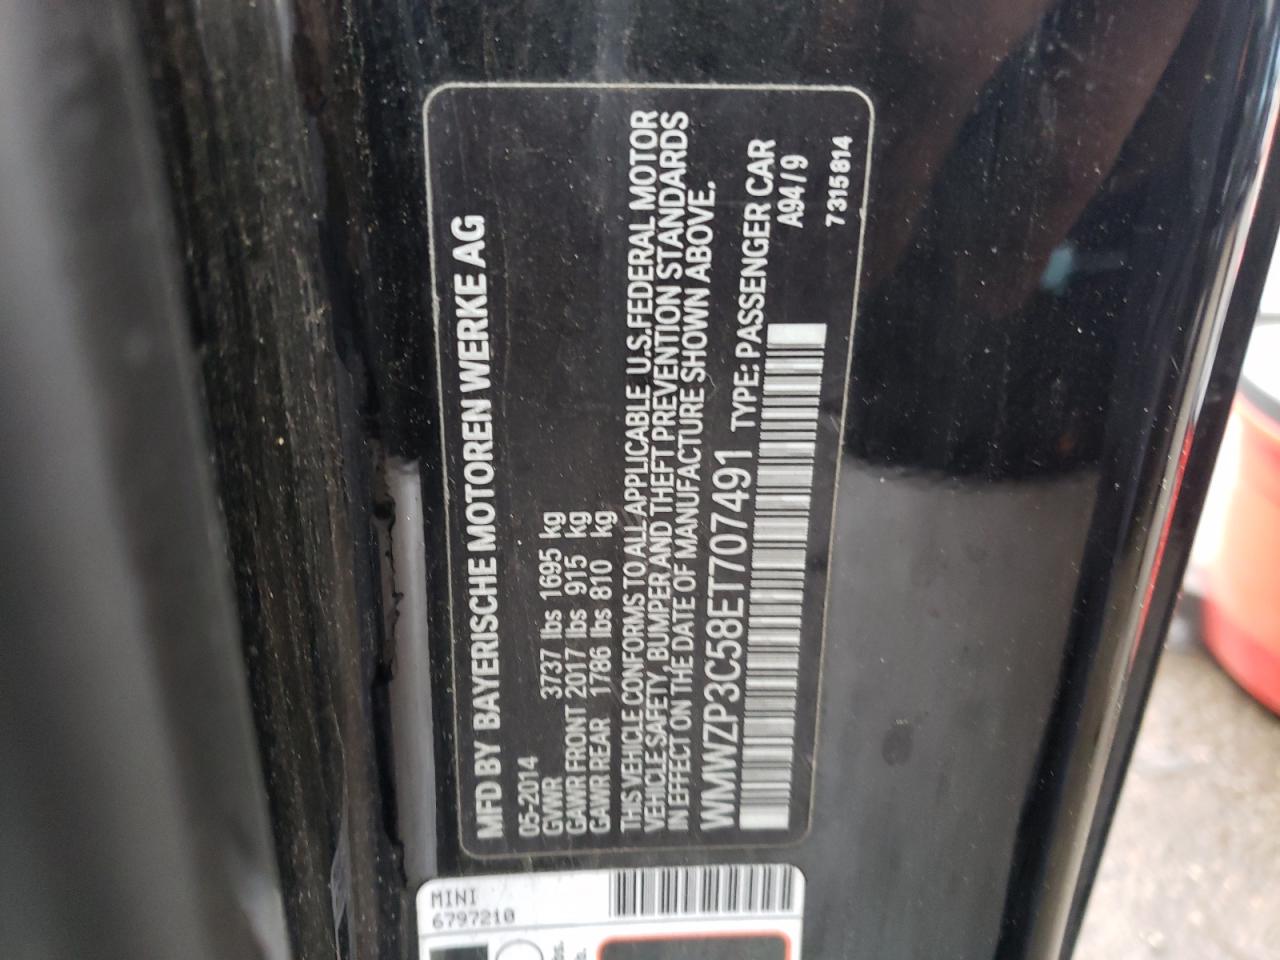 MFD BY BAYERISCHE MOTOREN WERKE AG
05-2014
GVWR 3737 lbs 1695 kg
GAWR FRONT 2017 lbs 915 kg
GAWR REAR 1786 lbs 810 kg
THIS VEHICLE CONFORMS TO ALL APPLICABLE U.S.FEDERAL MOTOR
VEHICLE SAFETY, BUMPER AND THEFT PREVENTION STANDARDS
IN EFFECT ON THE DATE OF MANUFACTURE SHOWN ABOVE.
WMWZP3C58ET707491 TYPE: PASSENGER CAR
A94/9
7315814
MINI
6797210